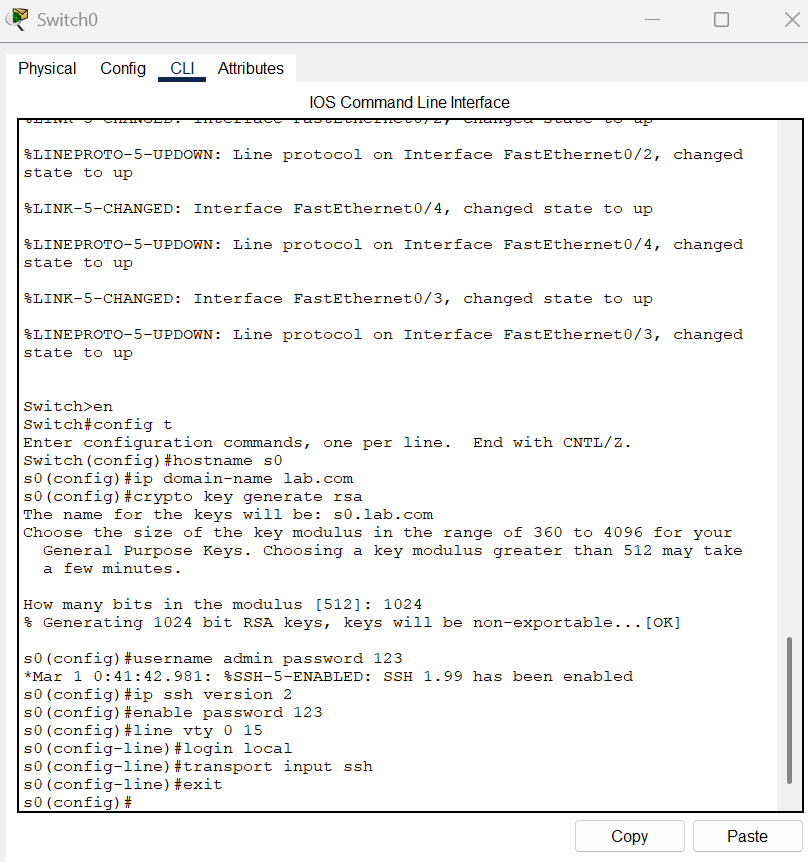 Switch0
Physical Config CLI Attributes
IOS Command Line Interface
%LINK-5-CHANGED: Interface FastEthernet0/2, changed state to up
%LINEPROTO-5-UPDOWN: Line protocol on Interface FastEthernet0/2, changed
state to up
%LINK-5-CHANGED: Interface FastEthernet0/4, changed state to up
%LINEPROTO-5-UPDOWN: Line protocol on Interface FastEthernet0/4, changed
state to up
%LINK-5-CHANGED: Interface FastEthernet0/3, changed state to up
%LINEPROTO-5-UPDOWN: Line protocol on Interface FastEthernet0/3, changed
state to up
Switch>en
Switch#config t
Enter configuration commands, one per line.  End with CNTL/Z.
Switch(config)#hostname s0
s0(config)#ip domain-name lab.com
s0(config)#crypto key generate rsa
The name for the keys will be: s0.lab.com
Choose the size of the key modulus in the range of 360 to 4096 for your
  General Purpose Keys. Choosing a key modulus greater than 512 may take
  a few minutes.
How many bits in the modulus [512]: 1024
% Generating 1024 bit RSA keys, keys will be non-exportable...[OK]
s0(config)#username admin password 123
*Mar 1 0:41:42.981: %SSH-5-ENABLED: SSH 1.99 has been enabled
s0(config)#ip ssh version 2
s0(config)#enable password 123
s0(config)#line vty 0 15
s0(config-line)#login local
s0(config-line)#transport input ssh
s0(config-line)#exit
s0(config)#
Copy Paste